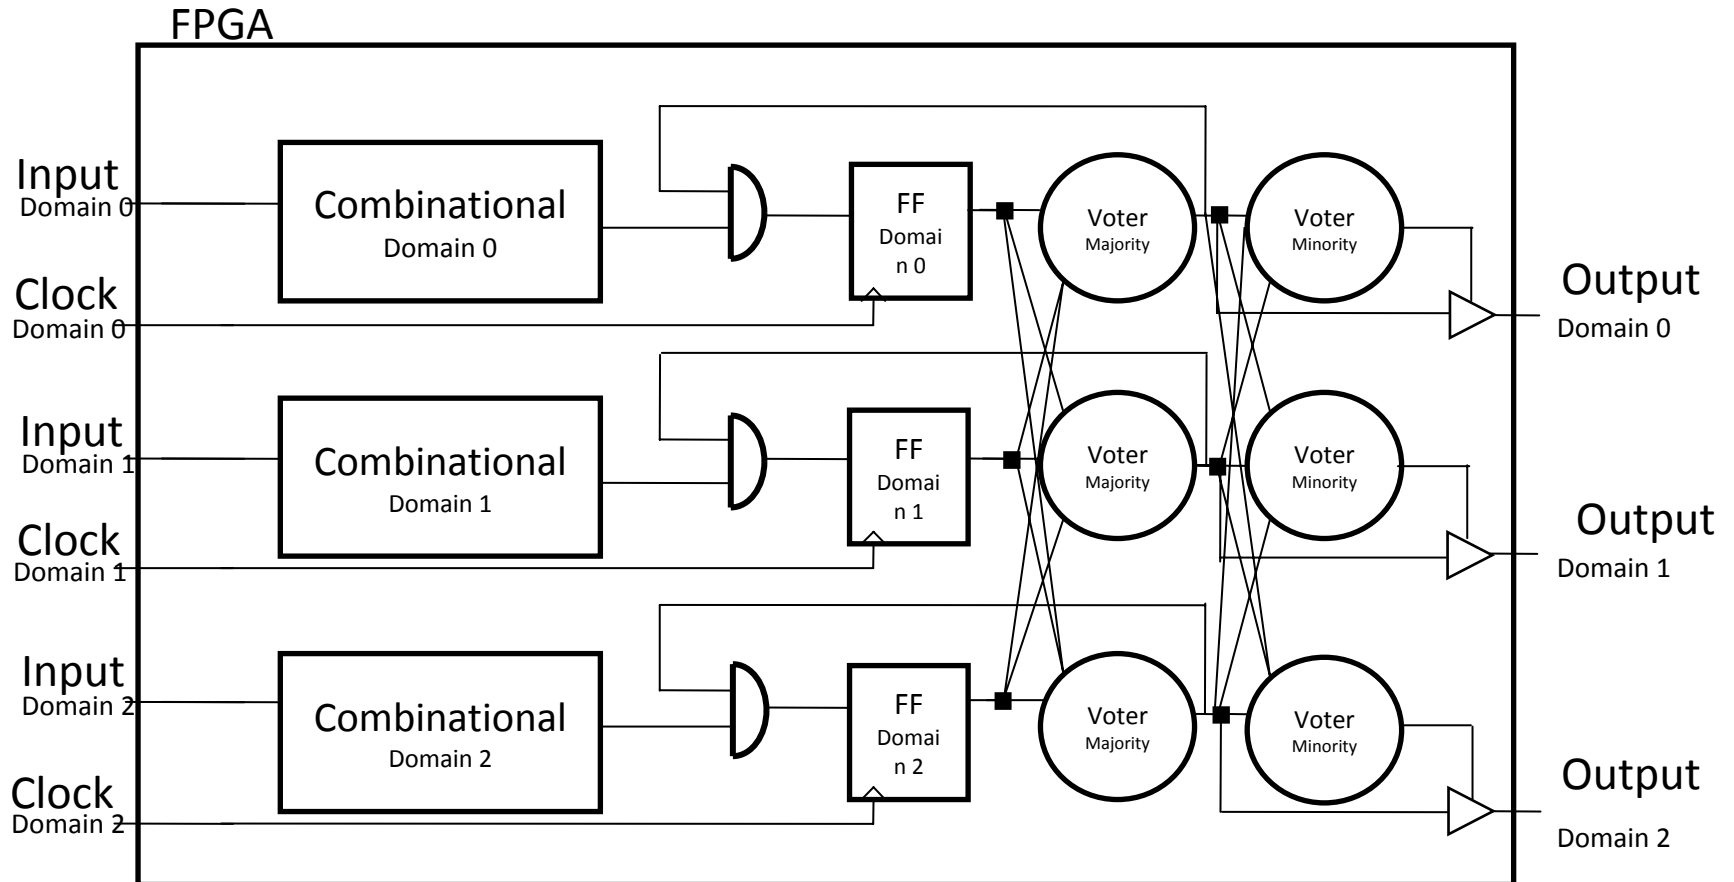 FPGA
Input
Domain 0
Combinational
Domain 0
FF
Domai
n 0
Voter
Majority
Voter
Minority
Clock
Domain 0
Output
Domain 0
Input
Domain 1
Combinational
Domain 1
FF
Domai
n 1
Voter
Majority
Voter
Minority
Clock
Domain 1
Output
Domain 1
Input
Domain 2
Combinational
Domain 2
FF
Domai
n 2
Voter
Majority
Voter
Minority
Clock
Domain 2
Output
Domain 2